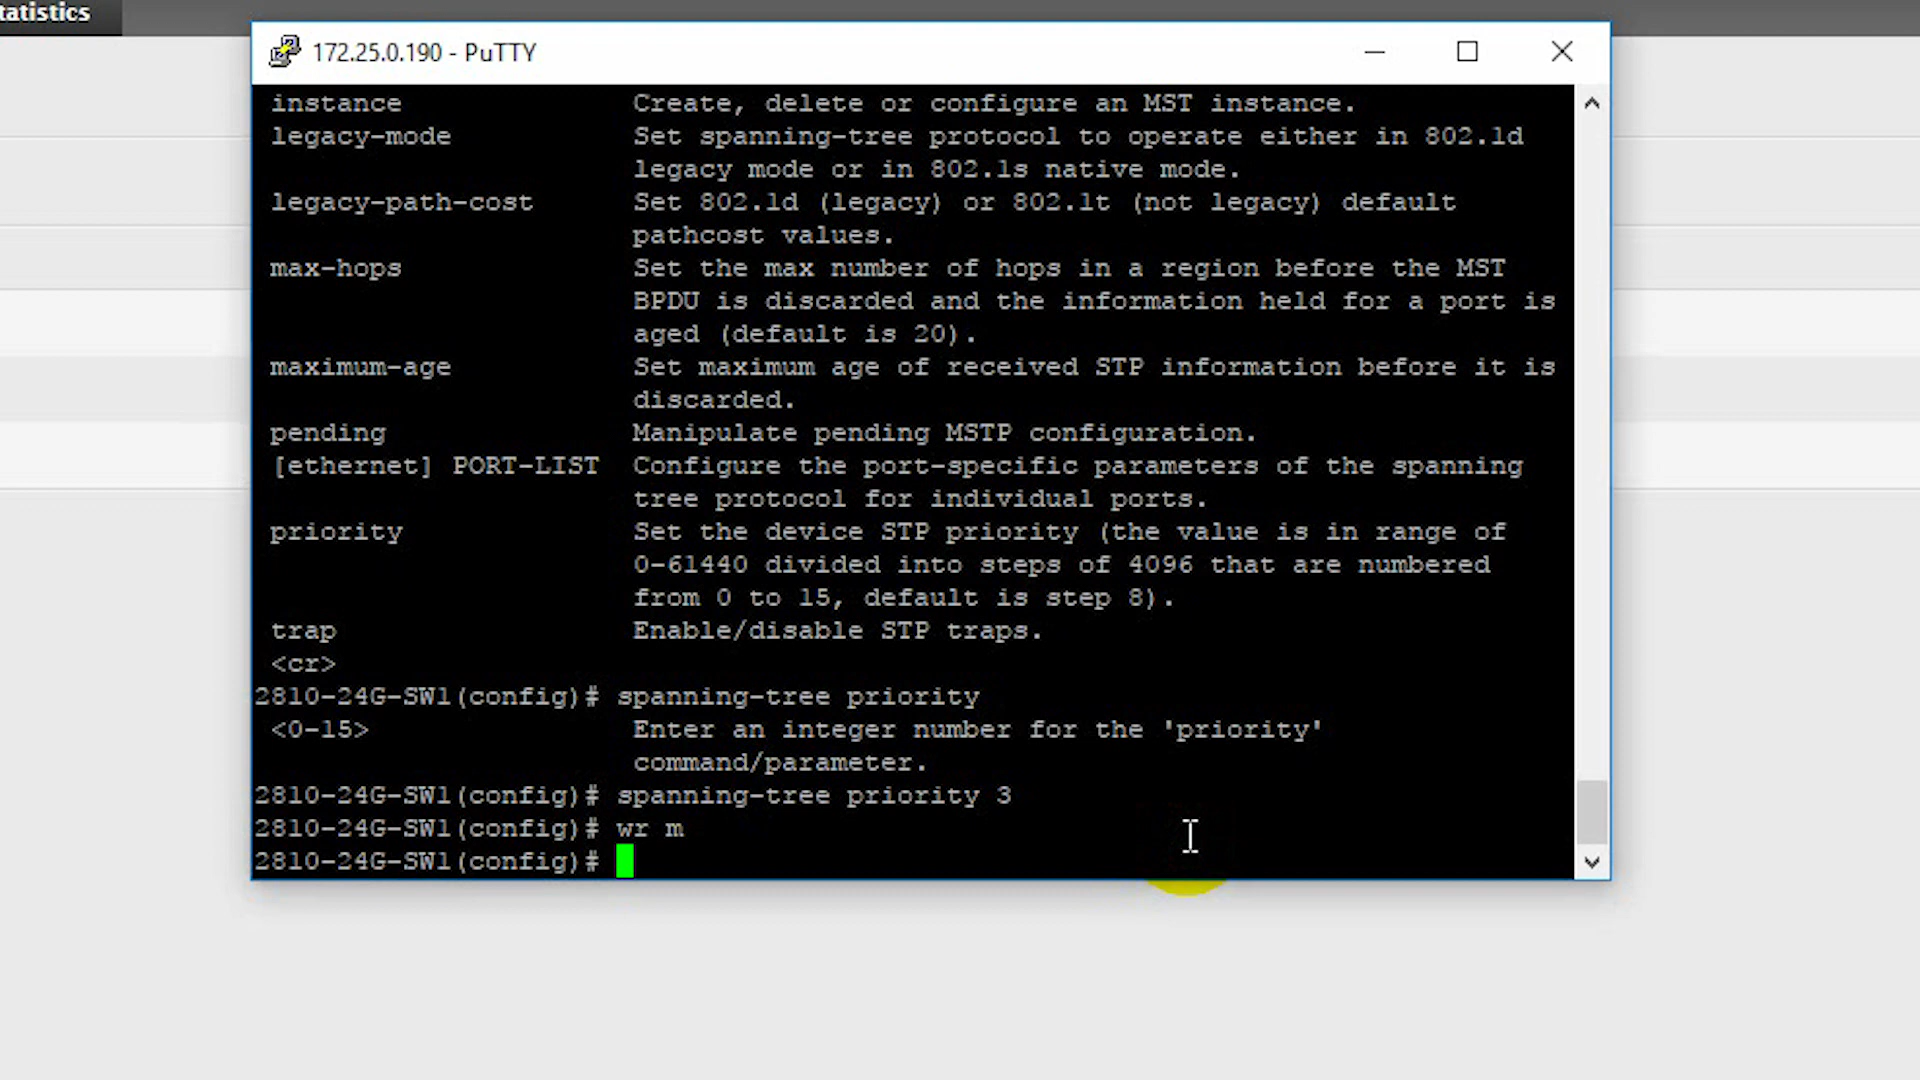 tatistics
172.25.0.190 - PuTTY
instance Create, delete or configure an MST instance.
legacy-mode Set spanning-tree protocol to operate either in 802.1d
legacy mode or in 802.1s native mode.
legacy-path-cost Set 802.1d (legacy) or 802.1t (not legacy) default
pathcost values.
max-hops Set the max number of hops in a region before the MST
BPDU is discarded and the information held for a port is
aged (default is 20).
maximum-age Set maximum age of received STP information before it is
discarded.
pending Manipulate pending MSTP configuration.
[ethernet] PORT-LIST Configure the port-specific parameters of the spanning
tree protocol for individual ports.
priority Set the device STP priority (the value is in range of
0-61440 divided into steps of 4096 that are numbered
from 0 to 15, default is step 8).
trap Enable/disable STP traps.
<cr>
2810-24G-SW1(config)# spanning-tree priority
<0-15> Enter an integer number for the 'priority'
command/parameter.
2810-24G-SW1(config)# spanning-tree priority 3
2810-24G-SW1(config)# wr m
2810-24G-SW1(config)#